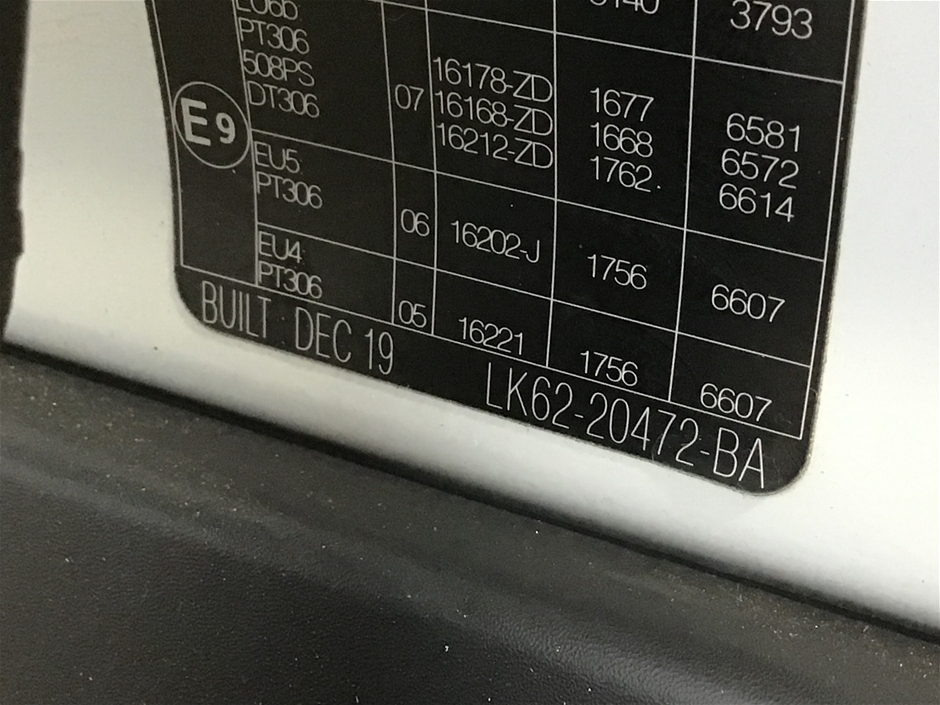 3793
PT306
508PS
DT306
07
16178-ZD
16168-ZD
16212-ZD
1677
1668
1762
6581
6572
6614
E9
EU5
PT306
06
16202-J
1756
6607
EU4
PT306
05
16221
1756
6607
BUILT : DEC 19
LK62-20472-BA